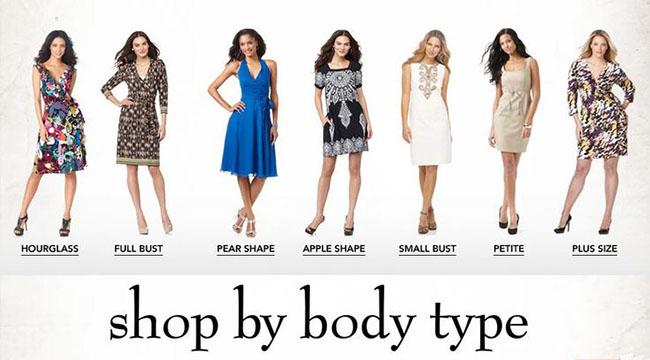 HOURGLASS
FULL BUST
PEAR SHAPE
APPLE SHAPE
SMALL BUST
PETITE
PLUS SIZE
shop by body type